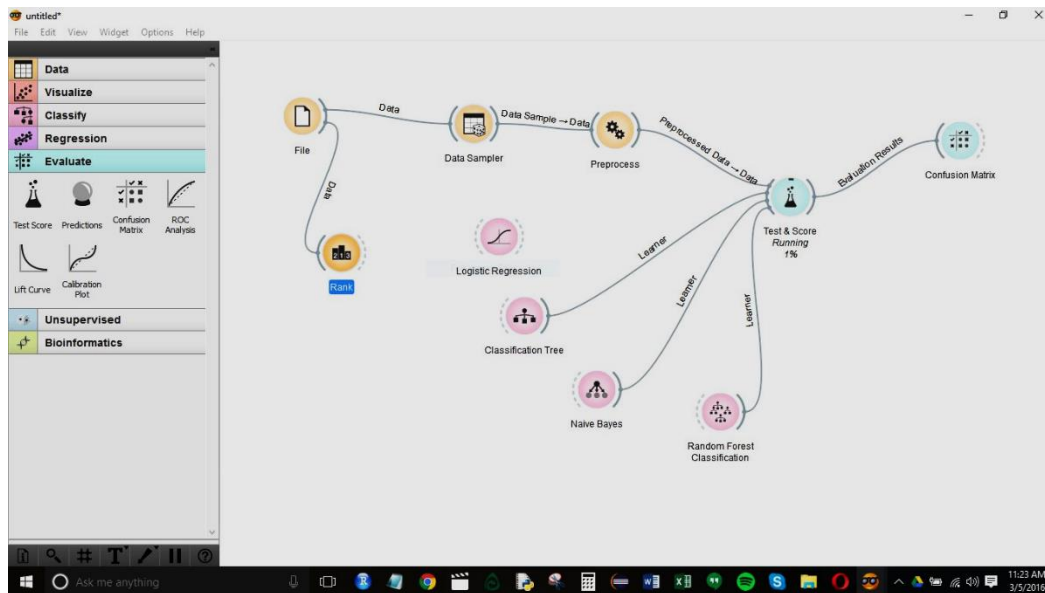 untitled*
File Edit View Widget Options Help
Data
Visualize
Classify
Regression
Evaluate
Test Score Predictions Confusion Matrix ROC Analysis
Lift Curve Calibration Plot
Unsupervised
Bioinformatics
File
Data
Data Sampler
Data Sample → Data
Preprocess
Preprocessed Data → Data
Test & Score
Running
1%
Evaluation Results
Confusion Matrix
Data
Rank
Logistic Regression
Learner
Classification Tree
Learner
Naive Bayes
Learner
Random Forest
Classification
Ask me anything
11:23 AM
3/5/2016